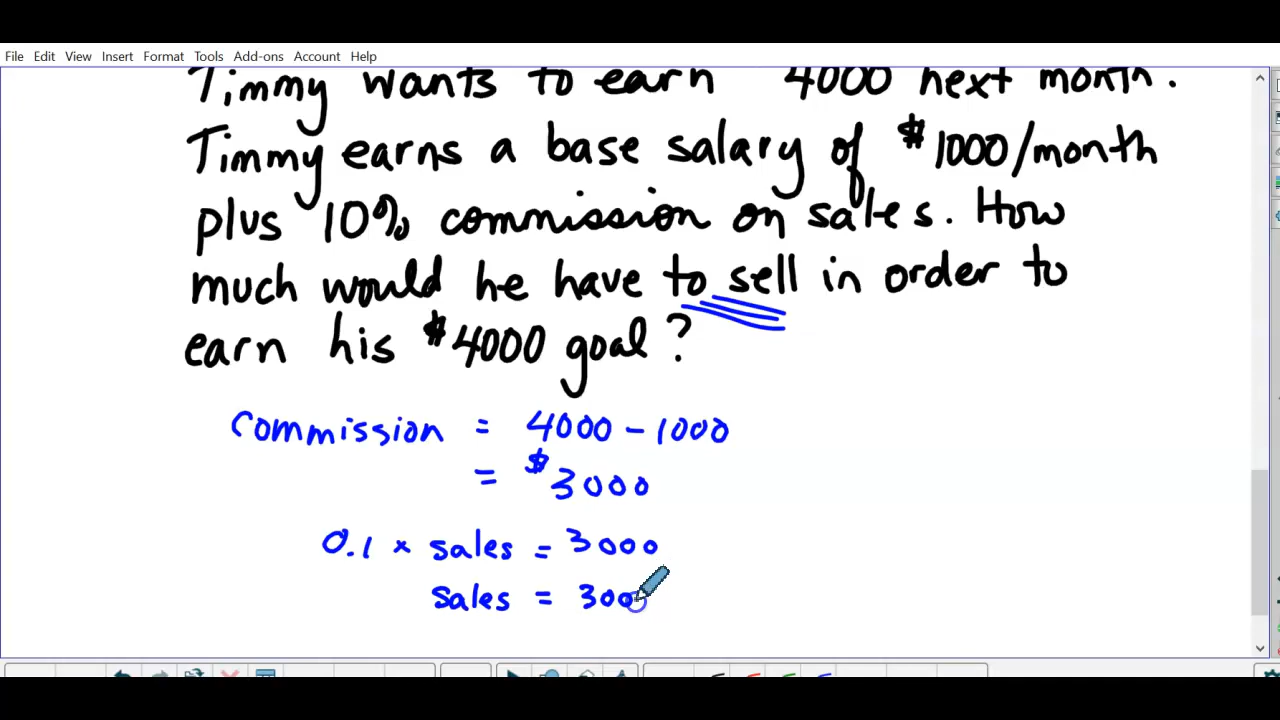 File Edit View Insert Format Tools Add-ons Account Help
Timmy wants to earn 4000 next month.
Timmy earns a base salary of $1000/month
plus 10% commission on sales. How
much would he have to sell in order to
earn his $4000 goal?
Commission = 4000 - 1000
= $3000
0.1 × sales = 3000
Sales = 300